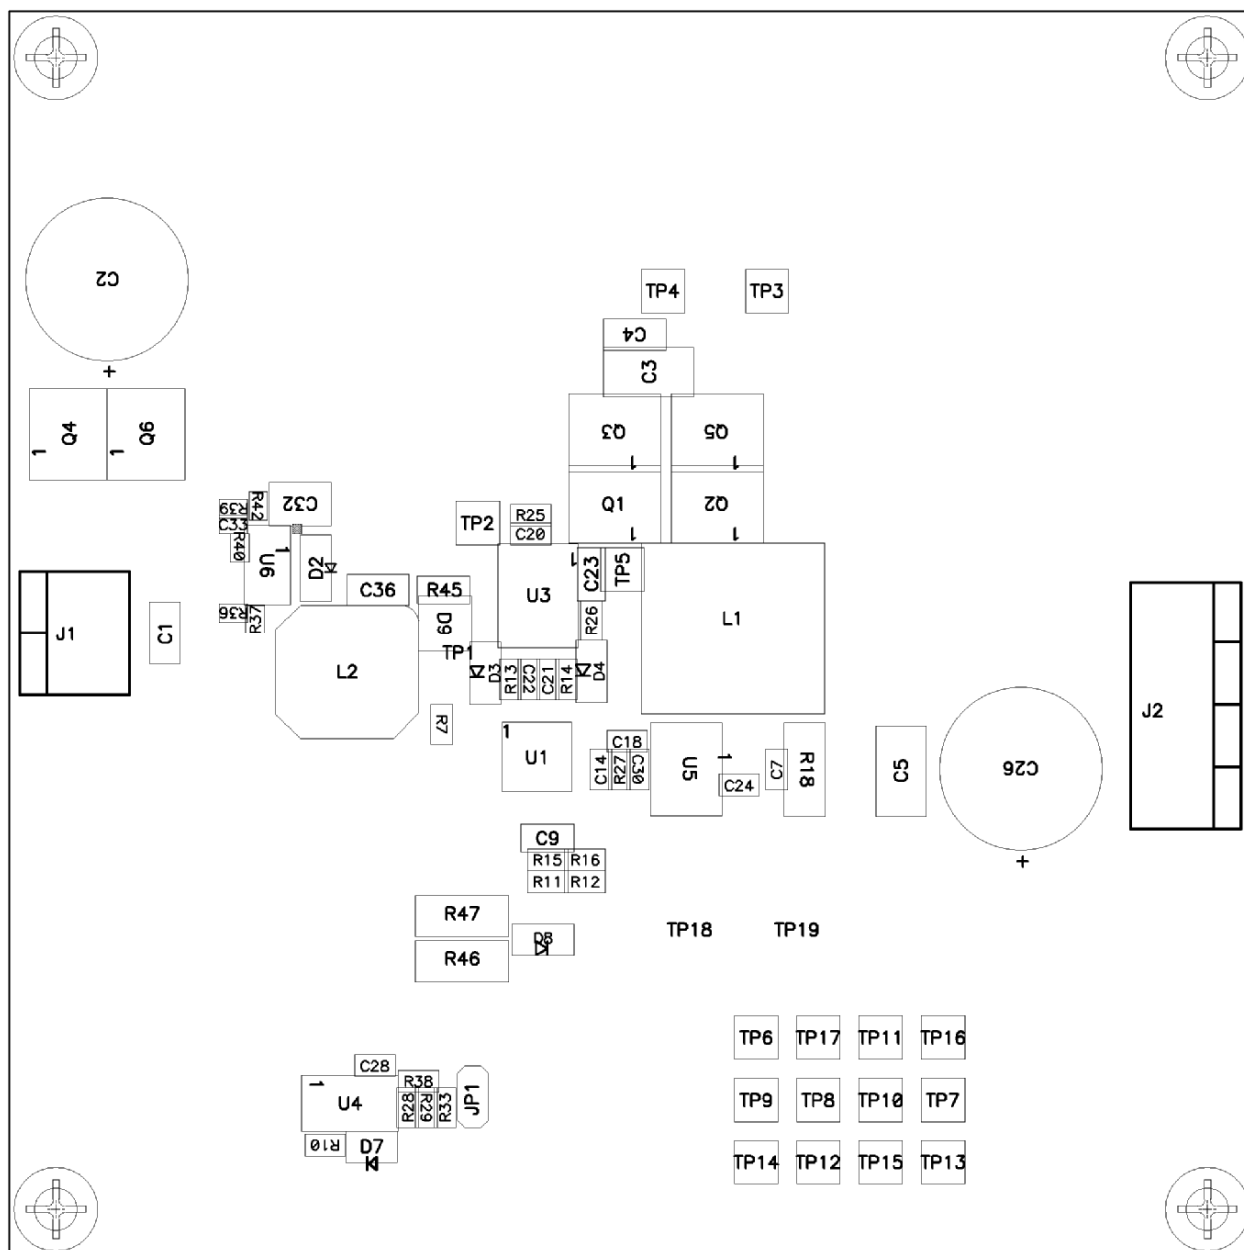 C2
+
TP4 TP3
C4
C3
Q4 1
Q6 1
Q3 1
Q5 1
Q1 1
Q2 1
R39 R42 C32
C33
R40 U6 1
D2
TP2 R25
C20
U3 1
C23 TP5
C36 R45
R36 R37
J1
C1
D9
R26
L1
L2
TP1 D3 R13 C22 C21 R14 D4
R7
J2
1 U1
C18
C14 R27 C30
U5 1
C24
C7 R18
C5
C26
+
C9
R15 R16
R11 R12
R47
D8
R46
TP18 TP19
TP6 TP17 TP11 TP16
C28
R38
1 U4
R28 R29 R33 JP1
TP9 TP8 TP10 TP7
R10 D7
TP14 TP12 TP15 TP13